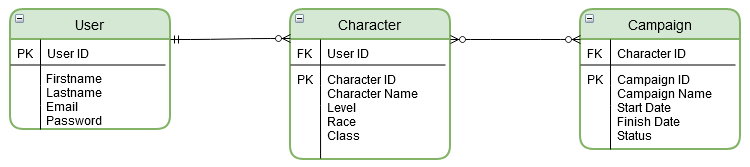 User
PK User ID
Firstname
Lastname
Email
Password
Character
FK User ID
PK Character ID
Character Name
Level
Race
Class
Campaign
FK Character ID
PK Campaign ID
Campaign Name
Start Date
Finish Date
Status